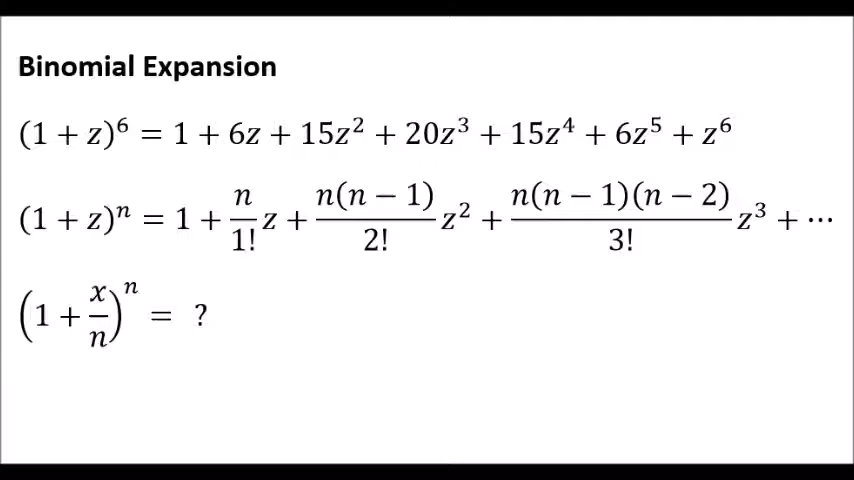 Binomial Expansion
(1 + z)⁶ = 1 + 6z + 15z² + 20z³ + 15z⁴ + 6z⁵ + z⁶
(1 + z)ⁿ = 1 + n/1! z + n(n − 1)/2! z² + n(n − 1)(n − 2)/3! z³ + ⋯
(1 + x/n)ⁿ = ?